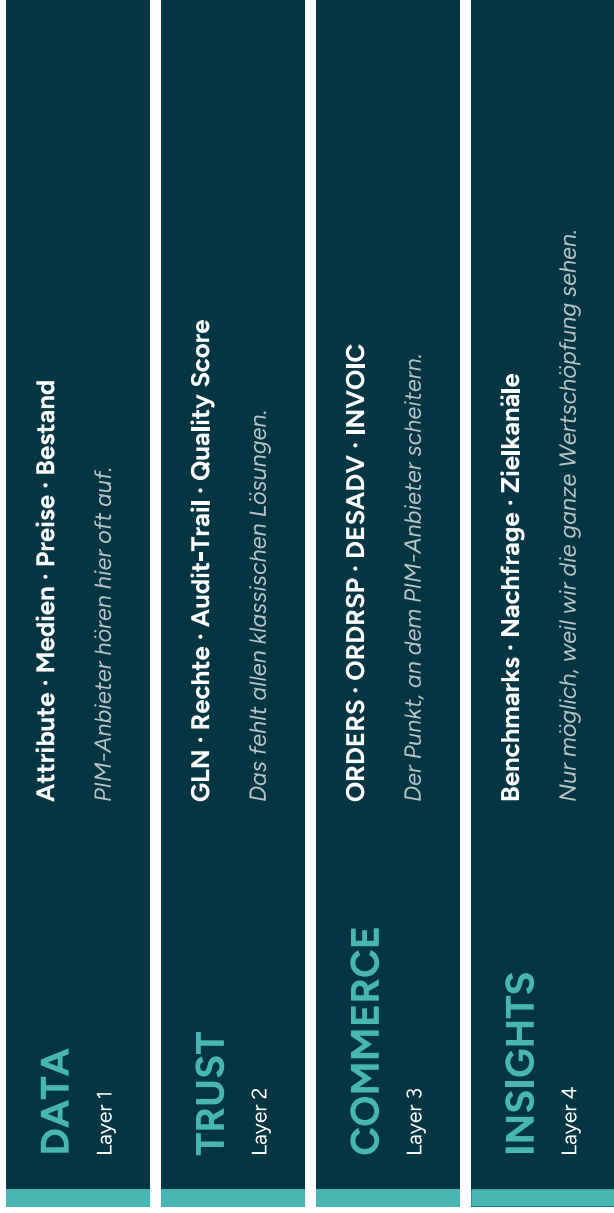 DATA
Layer 1
Attribute · Medien · Preise · Bestand
PIM-Anbieter hören hier oft auf.
TRUST
Layer 2
GLN · Rechte · Audit-Trail · Quality Score
Das fehlt allen klassischen Lösungen.
COMMERCE
Layer 3
ORDERS · ORDRSP · DESADV · INVOIC
Der Punkt, an dem PIM-Anbieter scheitern.
INSIGHTS
Layer 4
Benchmarks · Nachfrage · Zielkanäle
Nur möglich, weil wir die ganze Wertschöpfung sehen.